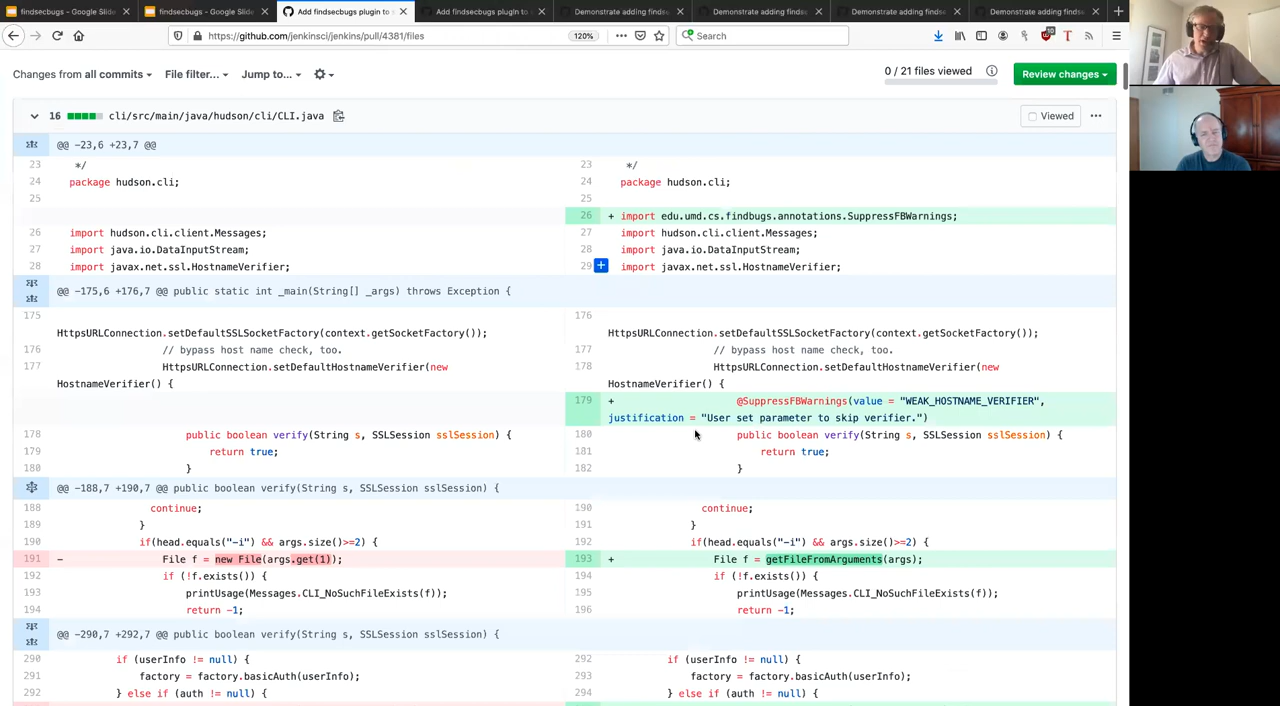 findsecbugs - Google Slide
findsecbugs - Google Slide
Add findsecbugs plugin to s
Add findsecbugs plugin to
Demonstrate adding findsec
Demonstrate adding findsec
Demonstrate adding findsec
Demonstrate adding findsec
https://github.com/jenkinsci/jenkins/pull/4381/files
120%
Search
Changes from all commits
File filter...
Jump to...
0 / 21 files viewed
Review changes
16 cli/src/main/java/hudson/cli/CLI.java
Viewed
@@ -23,6 +23,7 @@
23 */
24 package hudson.cli;
25
26 import hudson.cli.client.Messages;
27 import java.io.DataInputStream;
28 import javax.net.ssl.HostnameVerifier;
23 */
24 package hudson.cli;
25
26 + import edu.umd.cs.findbugs.annotations.SuppressFBWarnings;
27 import hudson.cli.client.Messages;
28 import java.io.DataInputStream;
29 import javax.net.ssl.HostnameVerifier;
@@ -175,6 +176,7 @@ public static int _main(String[] _args) throws Exception {
175
HttpsURLConnection.setDefaultSSLSocketFactory(context.getSocketFactory());
176 // bypass host name check, too.
177 HttpsURLConnection.setDefaultHostnameVerifier(new
HostnameVerifier() {
178 public boolean verify(String s, SSLSession sslSession) {
179 return true;
180 }
176
HttpsURLConnection.setDefaultSSLSocketFactory(context.getSocketFactory());
177 // bypass host name check, too.
178 HttpsURLConnection.setDefaultHostnameVerifier(new
HostnameVerifier() {
179 + @SuppressFBWarnings(value = "WEAK_HOSTNAME_VERIFIER",
justification = "User set parameter to skip verifier.")
180 public boolean verify(String s, SSLSession sslSession) {
181 return true;
182 }
@@ -188,7 +190,7 @@ public boolean verify(String s, SSLSession sslSession) {
188 continue;
189 }
190 if(head.equals("-i") && args.size()>=2) {
191 - File f = new File(args.get(1));
192 if (!f.exists()) {
193 printUsage(Messages.CLI_NoSuchFileExists(f));
194 return -1;
190 continue;
191 }
192 if(head.equals("-i") && args.size()>=2) {
193 + File f = getFileFromArguments(args);
194 if (!f.exists()) {
195 printUsage(Messages.CLI_NoSuchFileExists(f));
196 return -1;
@@ -290,7 +292,7 @@ public boolean verify(String s, SSLSession sslSession) {
290 if (userInfo != null) {
291 factory = factory.basicAuth(userInfo);
292 } else if (auth != null) {
292 if (userInfo != null) {
293 factory = factory.basicAuth(userInfo);
294 } else if (auth != null) {